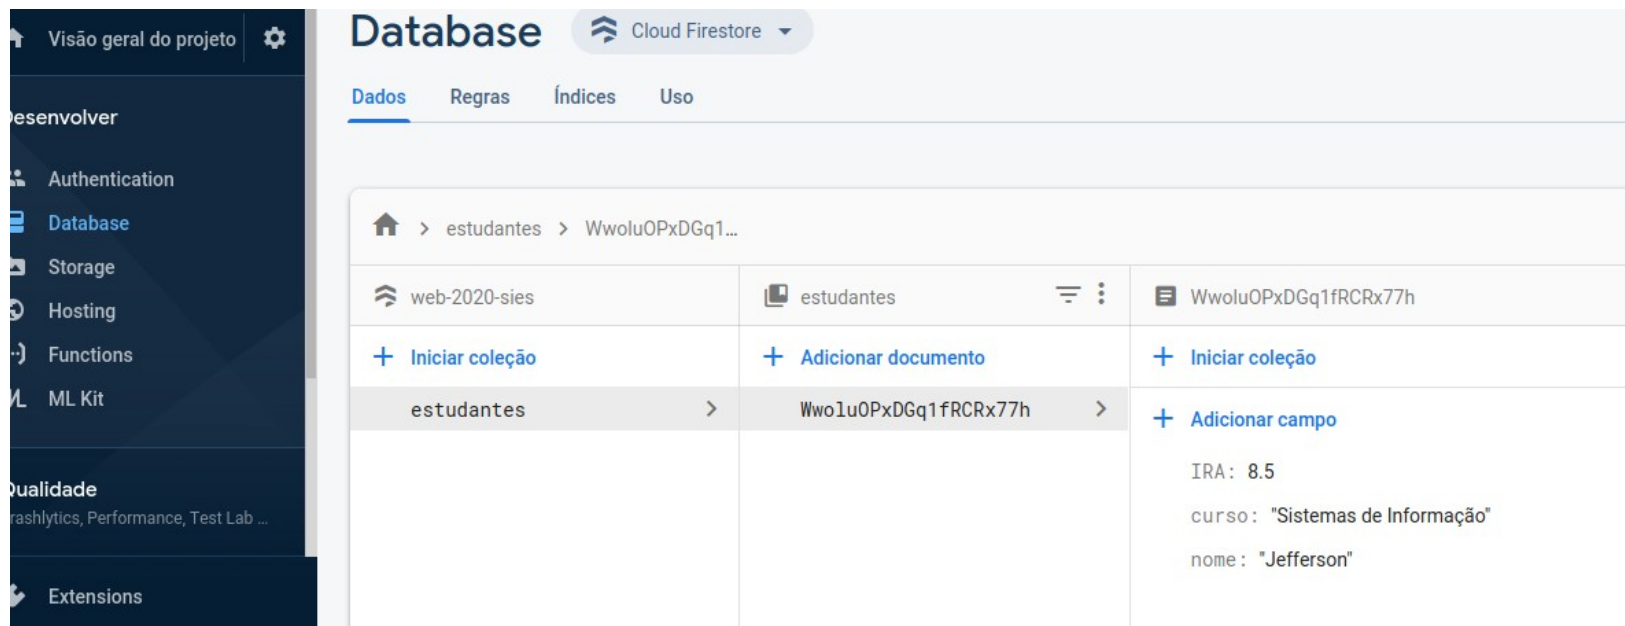 Visão geral do projeto
Desenvolver
Authentication
Database
Storage
Hosting
Functions
ML Kit
Qualidade
rashlytics, Performance, Test Lab ...
Extensions
Database
Cloud Firestore
Dados Regras Índices Uso
estudantes > WwoluOPxDGq1...
web-2020-sies
estudantes
WwoluOPxDGq1fRCRx77h
+ Iniciar coleção
+ Adicionar documento
+ Iniciar coleção
estudantes >
WwoluOPxDGq1fRCRx77h >
+ Adicionar campo
IRA: 8.5
curso: "Sistemas de Informação"
nome: "Jefferson"